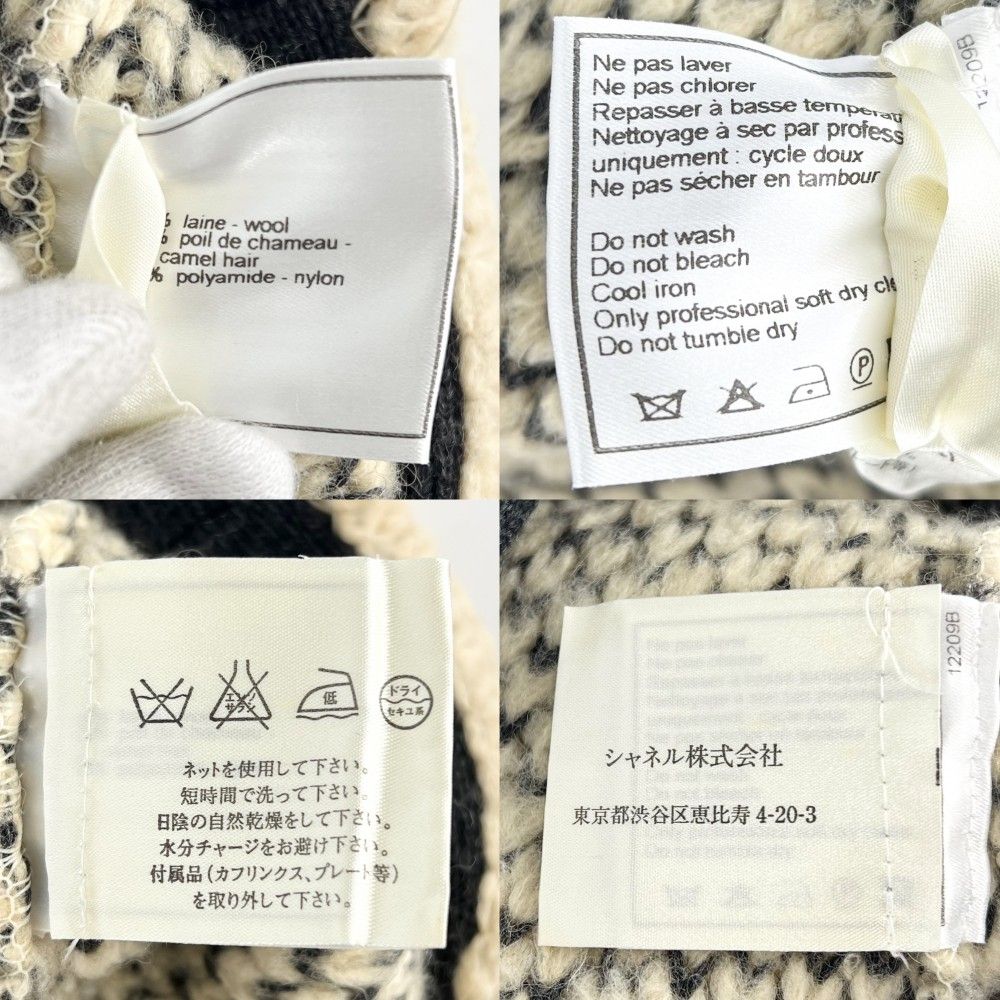 % laine - wool
% poil de chameau -
camel hair
% polyamide - nylon
Ne pas laver
Ne pas chlorer
Repasser à basse
Nettoyage à sec par
uniquement : cycle doux
Ne pas sécher en tambour
Do not wash
Do not bleach
Cool iron
Only professional soft dry
Do not tumble dry
P
12209B
エンソ
サラシ
低
ドライ
セキユ系
ネットを使用して下さい。
短時間で洗って下さい。
日陰の自然乾燥をして下さい。
水分チャージをお避け下さい。
付属品(カフリンクス、プレート等)
を取り外して下さい。
シャネル株式会社
東京都渋谷区恵比寿 4-20-3
12209B